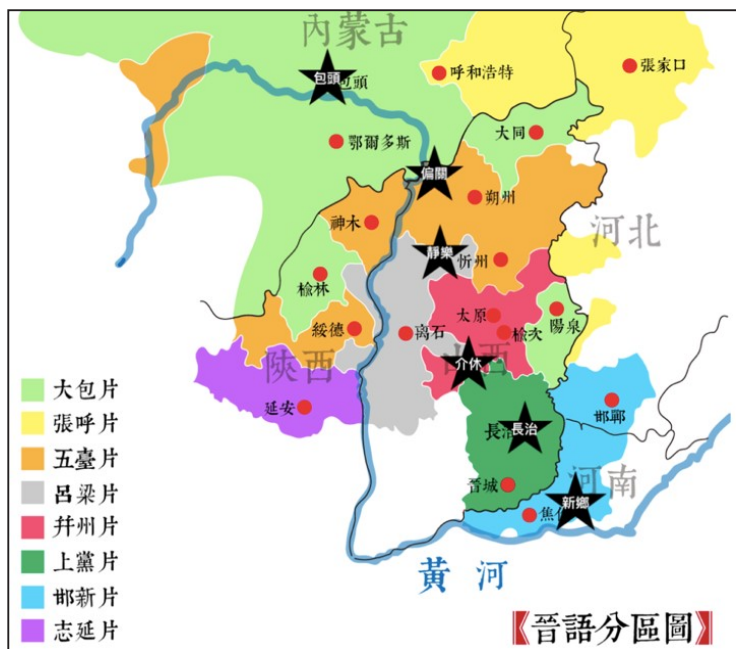 內蒙古
包頭
包頭
呼和浩特
張家口
大同
鄂爾多斯
偏關
朔州
神木
河北
靜樂
忻州
榆林
太原
陽泉
綏德
离石
榆次
陝西
山西
介休
延安
邯鄲
長治
河南
晉城
新鄉
焦
黃河
大包片
張呼片
五臺片
呂梁片
幷州片
上黨片
邯新片
志延片
【晉語分區圖】